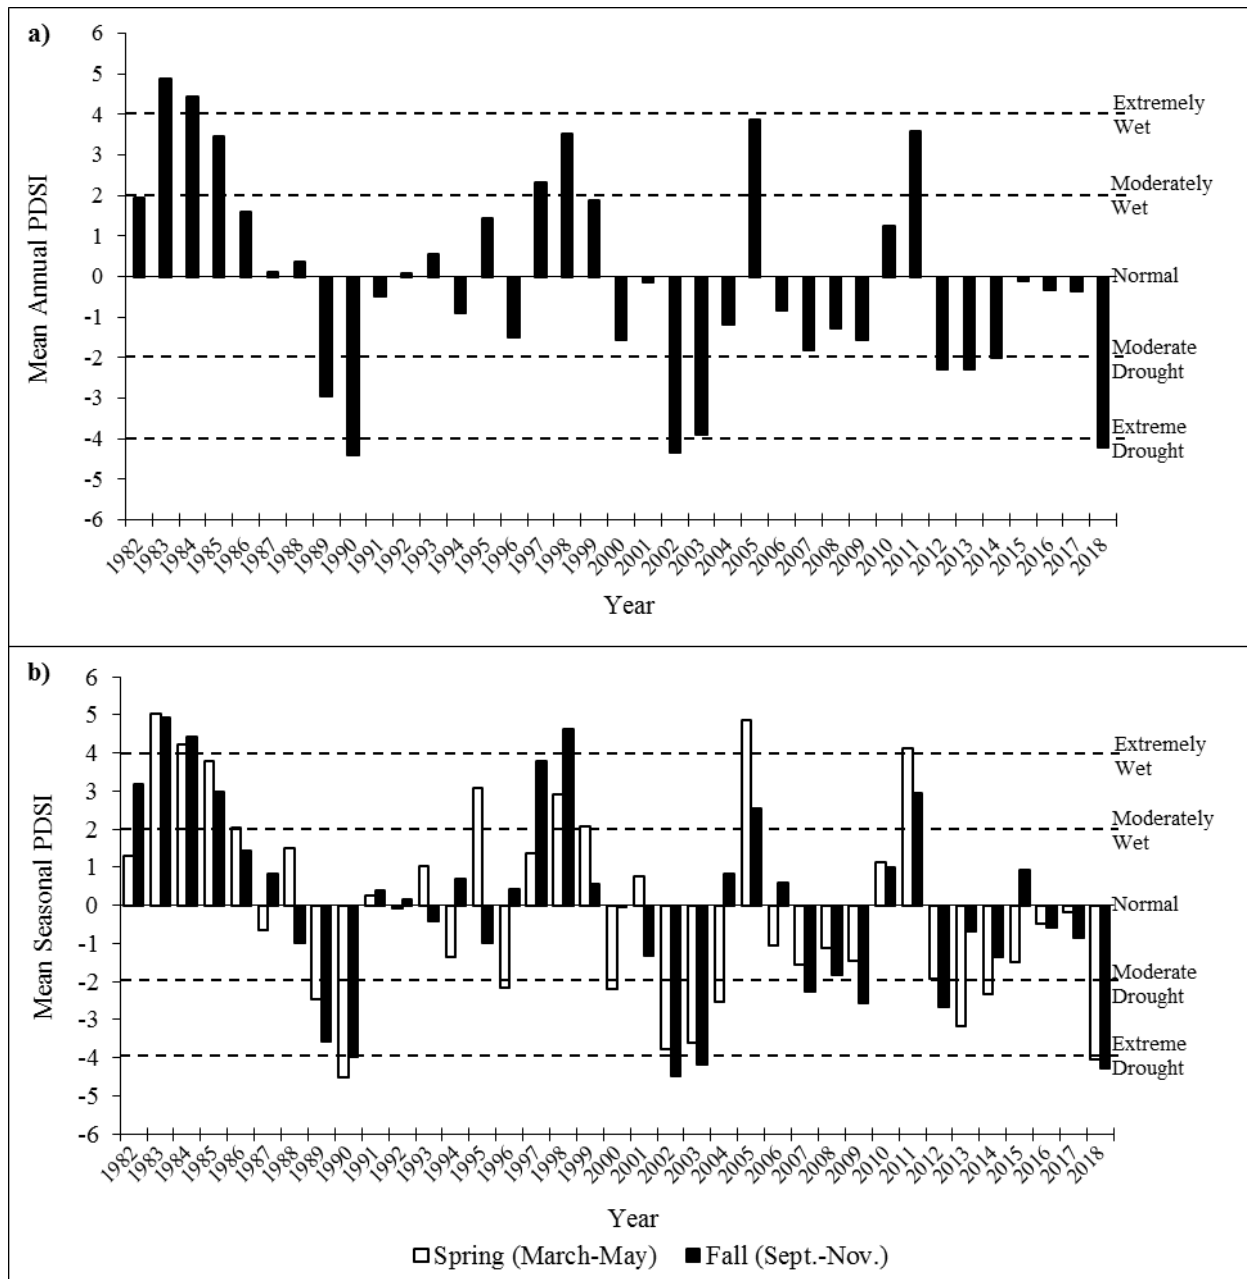 a)
6
5
4
3
2
1
0
-1
-2
-3
-4
-5
-6
Mean Annual PDSI
Extremely
Wet
Moderately
Wet
Normal
Moderate
Drought
Extreme
Drought
1982 1983 1984 1985 1986 1987 1988 1989 1990 1991 1992 1993 1994 1995 1996 1997 1998 1999 2000 2001 2002 2003 2004 2005 2006 2007 2008 2009 2010 2011 2012 2013 2014 2015 2016 2017 2018
Year
b)
6
5
4
3
2
1
0
-1
-2
-3
-4
-5
-6
Mean Seasonal PDSI
Extremely
Wet
Moderately
Wet
Normal
Moderate
Drought
Extreme
Drought
1982 1983 1984 1985 1986 1987 1988 1989 1990 1991 1992 1993 1994 1995 1996 1997 1998 1999 2000 2001 2002 2003 2004 2005 2006 2007 2008 2009 2010 2011 2012 2013 2014 2015 2016 2017 2018
Year
Spring (March-May) Fall (Sept.-Nov.)